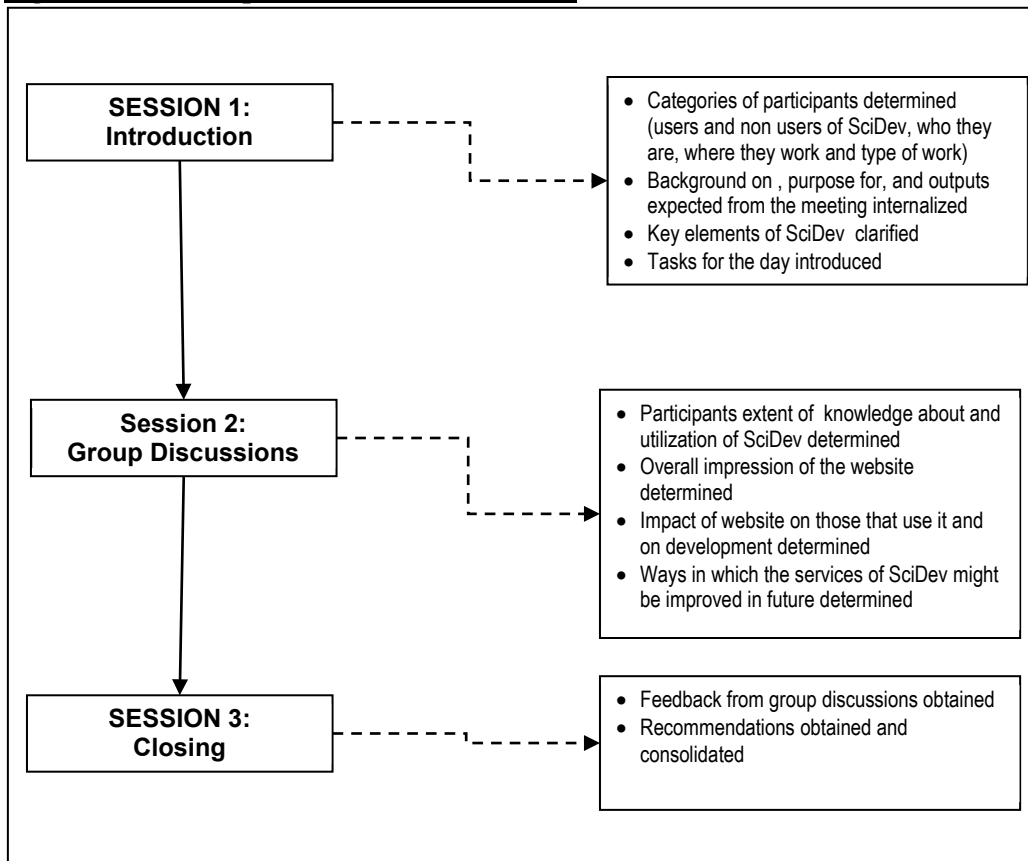 SESSION 1:
Introduction
• Categories of participants determined
(users and non users of SciDev, who they
are, where they work and type of work)
• Background on , purpose for, and outputs
expected from the meeting internalized
• Key elements of SciDev clarified
• Tasks for the day introduced
Session 2:
Group Discussions
• Participants extent of knowledge about and
utilization of SciDev determined
• Overall impression of the website
determined
• Impact of website on those that use it and
on development determined
• Ways in which the services of SciDev might
be improved in future determined
SESSION 3:
Closing
• Feedback from group discussions obtained
• Recommendations obtained and
consolidated